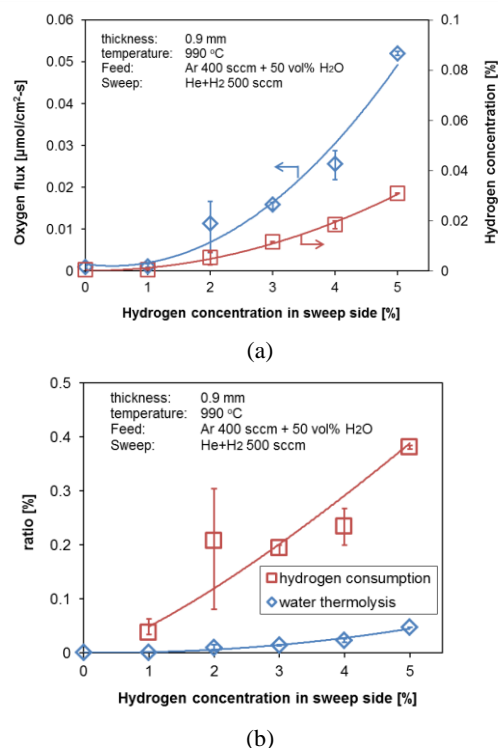 0.06
0.05
0.04
0.03
0.02
0.01
0
Oxygen flux [µmol/cm²-s]
thickness: 0.9 mm
temperature: 990 °C
Feed: Ar 400 sccm + 50 vol% H₂O
Sweep: He+H2 500 sccm
0.1
0.08
0.06
0.04
0.02
0
Hydrogen concentration [%]
0 1 2 3 4 5
Hydrogen concentration in sweep side [%]
(a)
0.5
0.4
0.3
0.2
0.1
0
ratio [%]
thickness: 0.9 mm
temperature: 990 °C
Feed: Ar 400 sccm + 50 vol% H₂O
Sweep: He+H2 500 sccm
hydrogen consumption
water thermolysis
0 1 2 3 4 5
Hydrogen concentration in sweep side [%]
(b)